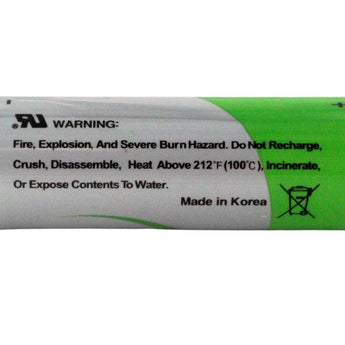 WARNING:
Fire, Explosion, And Severe Burn Hazard. Do Not Recharge,
Crush, Disassemble, Heat Above 212°F(100°C), Incinerate,
Or Expose Contents To Water.
Made in Korea